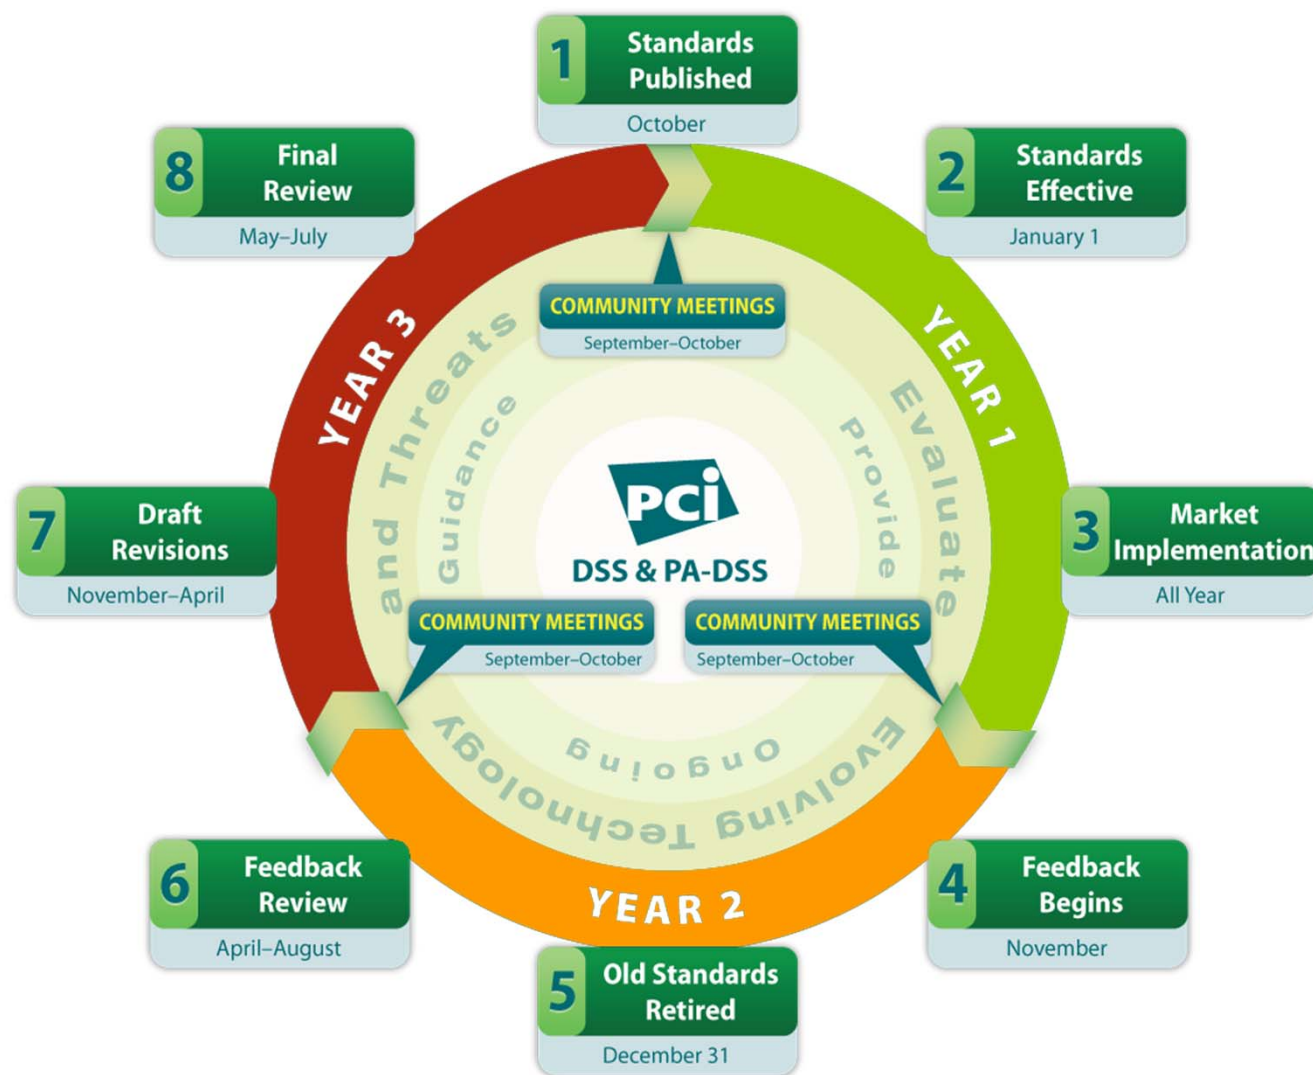 1
Standards
Published
October
2
Standards
Effective
January 1
3
Market
Implementation
All Year
4
Feedback
Begins
November
5
Old Standards
Retired
December 31
6
Feedback
Review
April–August
7
Draft
Revisions
November–April
8
Final
Review
May–July
YEAR 1
YEAR 2
YEAR 3
COMMUNITY MEETINGS
September–October
COMMUNITY MEETINGS
September–October
COMMUNITY MEETINGS
September–October
Evaluate
Evolving Technology
and Threats
Provide
Ongoing
Guidance
PCi
DSS & PA-DSS